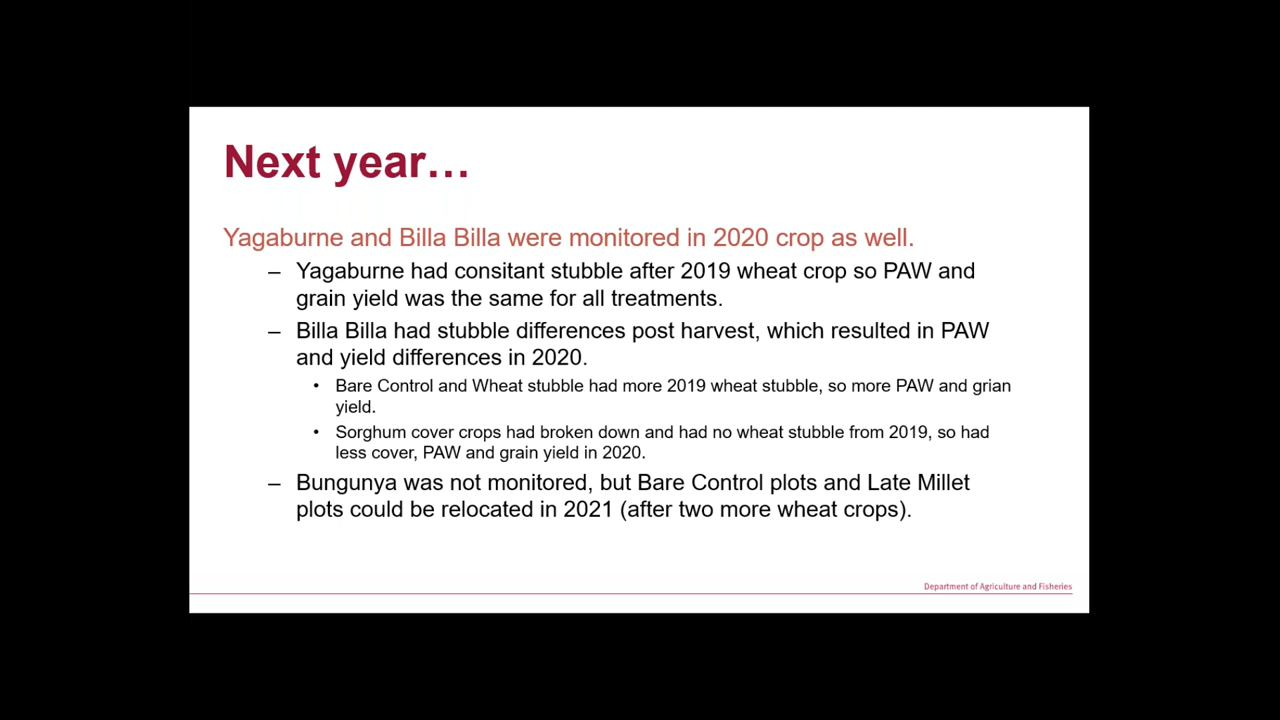 Next year…
Yagaburne and Billa Billa were monitored in 2020 crop as well.
– Yagaburne had consitant stubble after 2019 wheat crop so PAW and
grain yield was the same for all treatments.
– Billa Billa had stubble differences post harvest, which resulted in PAW
and yield differences in 2020.
• Bare Control and Wheat stubble had more 2019 wheat stubble, so more PAW and grian
yield.
• Sorghum cover crops had broken down and had no wheat stubble from 2019, so had
less cover, PAW and grain yield in 2020.
– Bungunya was not monitored, but Bare Control plots and Late Millet
plots could be relocated in 2021 (after two more wheat crops).
Department of Agriculture and Fisheries